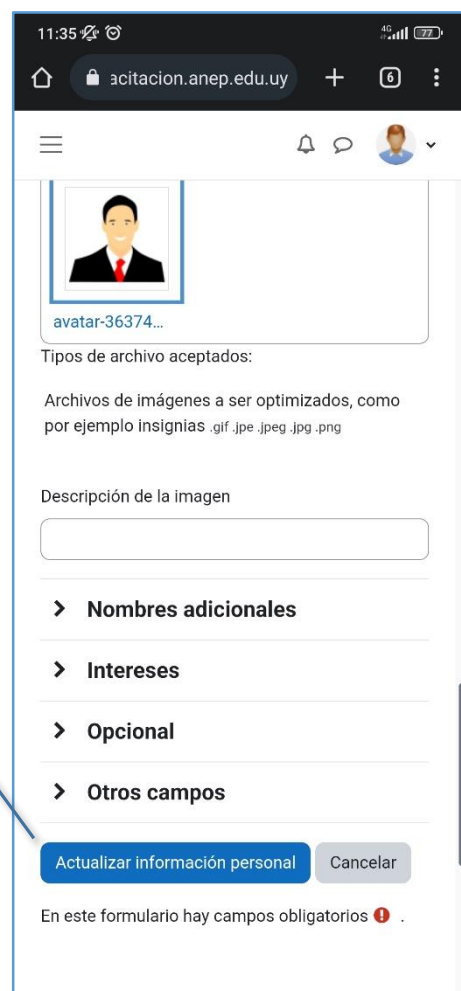 11:35 4G 77
acitacion.anep.edu.uy 6
avatar-36374...
Tipos de archivo aceptados:
Archivos de imágenes a ser optimizados, como
por ejemplo insignias .gif .jpe .jpeg .jpg .png
Descripción de la imagen
Nombres adicionales
Intereses
Opcional
Otros campos
Actualizar información personal Cancelar
En este formulario hay campos obligatorios .